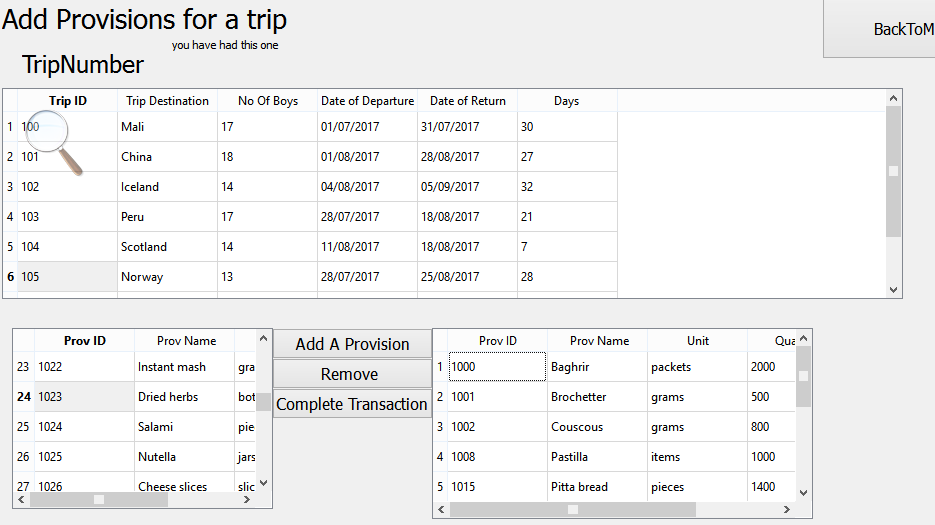 Add Provisions for a trip
BackToM
you have had this one
TripNumber
Trip ID Trip Destination No Of Boys Date of Departure Date of Return Days
1 100 Mali 17 01/07/2017 31/07/2017 30
2 101 China 18 01/08/2017 28/08/2017 27
3 102 Iceland 14 04/08/2017 05/09/2017 32
4 103 Peru 17 28/07/2017 18/08/2017 21
5 104 Scotland 14 11/08/2017 18/08/2017 7
6 105 Norway 13 28/07/2017 25/08/2017 28
Prov ID Prov Name
23 1022 Instant mash gra
24 1023 Dried herbs bot
25 1024 Salami pie
26 1025 Nutella jars
27 1026 Cheese slices slic
Add A Provision
Remove
Complete Transaction
Prov ID Prov Name Unit Qua
1 1000 Baghrir packets 2000
2 1001 Brochetter grams 500
3 1002 Couscous grams 800
4 1008 Pastilla items 1000
5 1015 Pitta bread pieces 1400